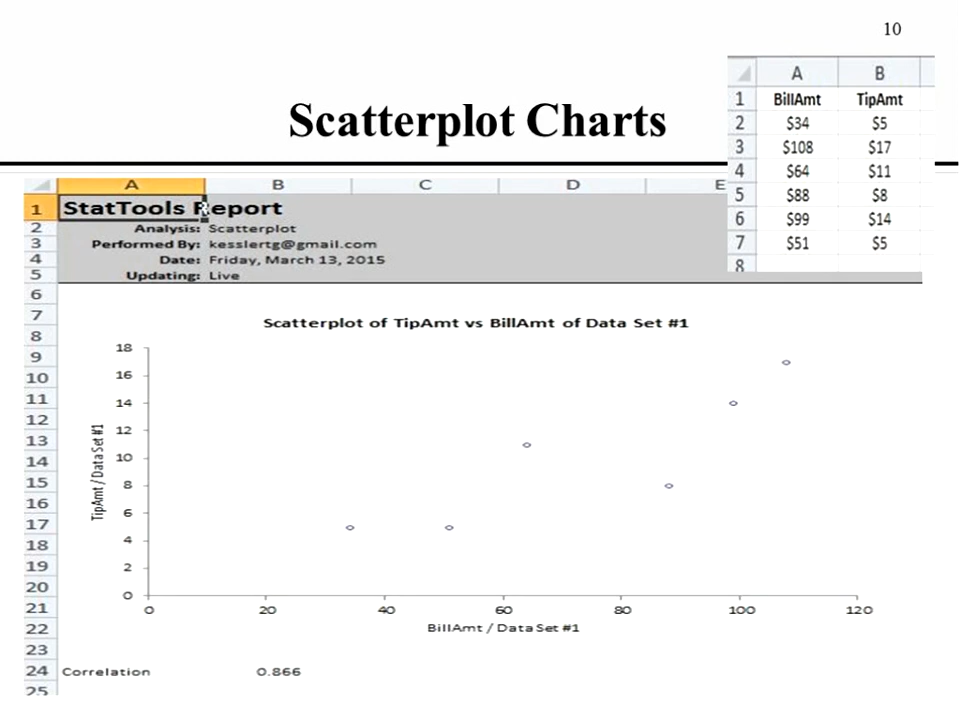 10
Scatterplot Charts
A B
1 BillAmt TipAmt
2 $34 $5
3 $108 $17
4 $64 $11
5 $88 $8
6 $99 $14
7 $51 $5
8
A B C D E
1 StatTools Report
2 Analysis: Scatterplot
3 Performed By: kesslertg@gmail.com
4 Date: Friday, March 13, 2015
5 Updating: Live
6
7 Scatterplot of TipAmt vs BillAmt of Data Set #1
8
9
10
11
12
13
14
15
16
17
18
19
20
21
22
23
18
16
14
12
10
8
6
4
2
0
TipAmt / Data Set #1
0 20 40 60 80 100 120
BillAmt / Data Set #1
24 Correlation 0.866
25